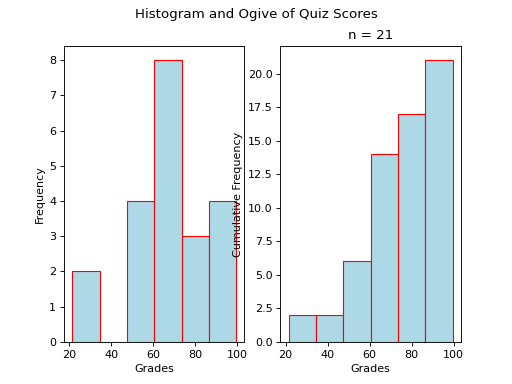 Histogram and Ogive of Quiz Scores
n = 21
8
7
6
5
4
3
2
1
0
Frequency
20 40 60 80 100
Grades
20.0
17.5
15.0
12.5
10.0
7.5
5.0
2.5
0.0
Cumulative Frequency
20 40 60 80 100
Grades